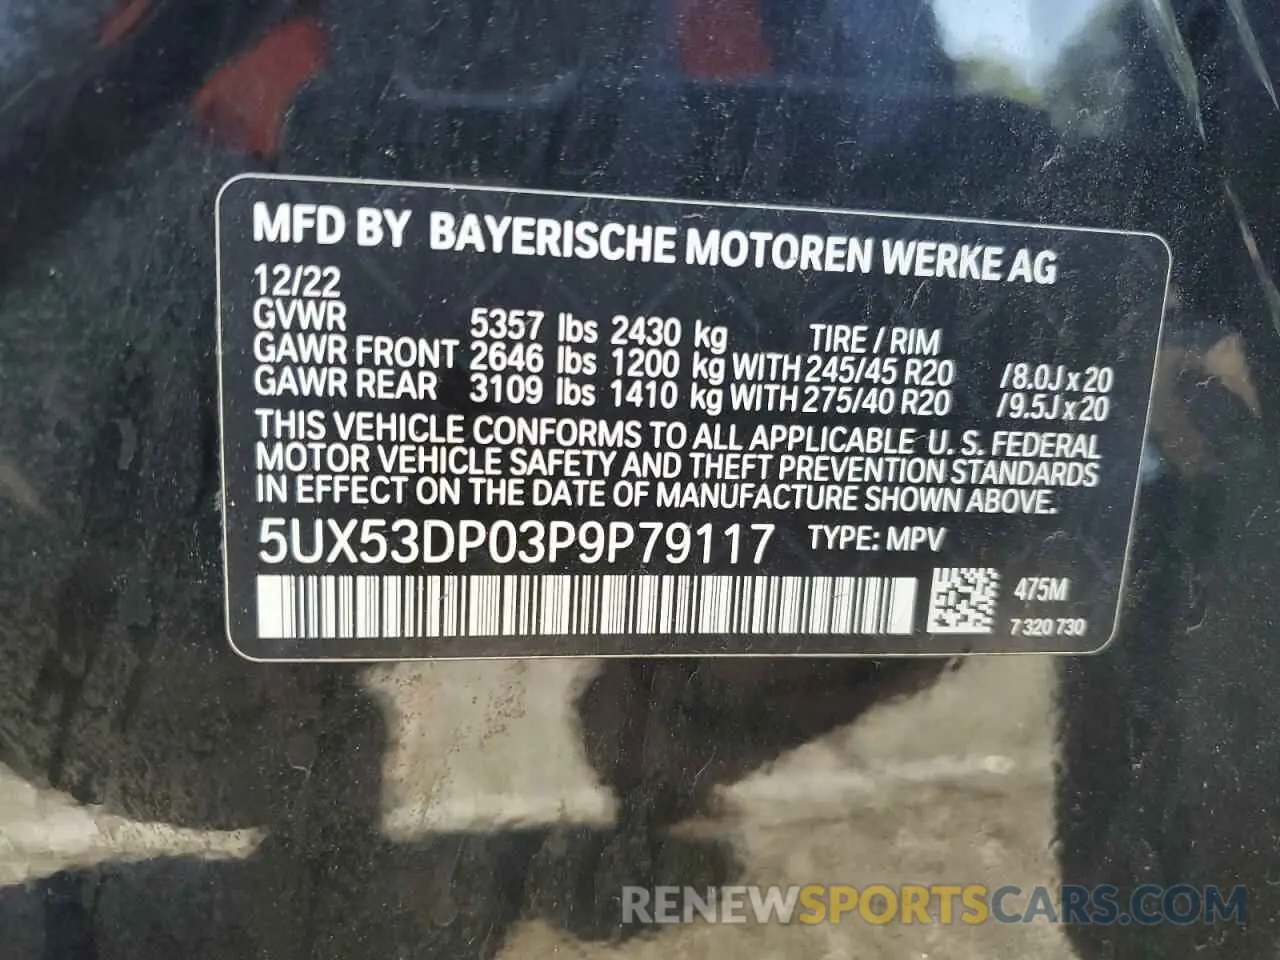 MFD BY BAYERISCHE MOTOREN WERKE AG
12/22
GVWR 5357 lbs 2430 kg TIRE / RIM
GAWR FRONT 2646 lbs 1200 kg WITH 245/45 R20 /8.0J x 20
GAWR REAR 3109 lbs 1410 kg WITH 275/40 R20 /9.5J x 20
THIS VEHICLE CONFORMS TO ALL APPLICABLE U. S. FEDERAL
MOTOR VEHICLE SAFETY AND THEFT PREVENTION STANDARDS
IN EFFECT ON THE DATE OF MANUFACTURE SHOWN ABOVE.
5UX53DP03P9P79117 TYPE: MPV
475M
7 320 730
RENEWSPORTSCARS.COM